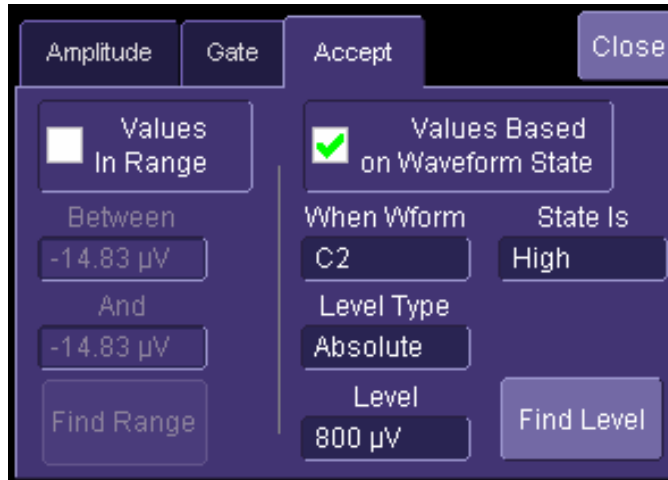 Amplitude Gate Accept Close
Values
In Range
Between
-14.83 µV
And
-14.83 µV
Find Range
Values Based
on Waveform State
When Wform State Is
C2 High
Level Type
Absolute
Level
800 µV
Find Level